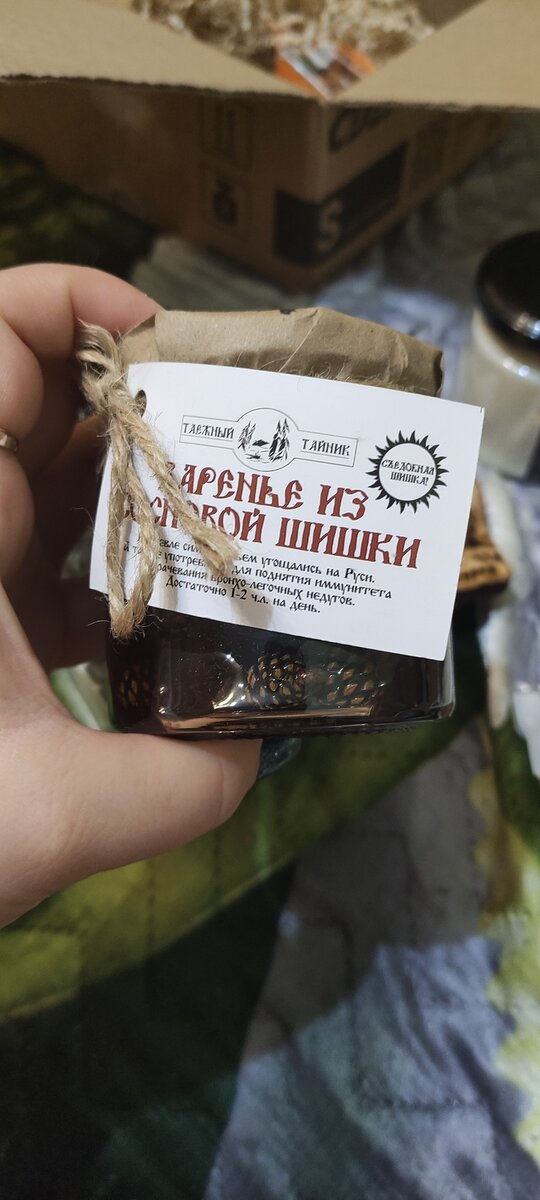 ТАЕЖНЫЙ ТАЙНИК
СЪЕДОБНАЯ
ШИШКА!
ВАРЕНЬЕ ИЗ
СОСНОВОЙ ШИШКИ
угощались на Руси.
для поднятия иммунитета
бронхо-легочных недугов.
Достаточно 1-2 ч.л. на день.
S